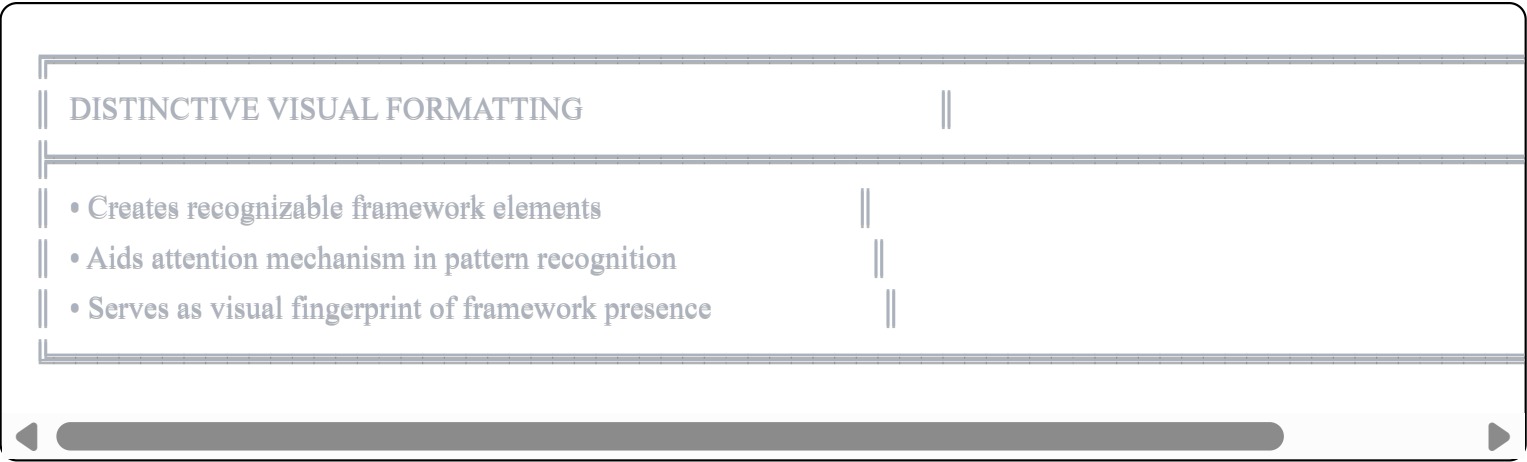 DISTINCTIVE VISUAL FORMATTING
• Creates recognizable framework elements
• Aids attention mechanism in pattern recognition
• Serves as visual fingerprint of framework presence